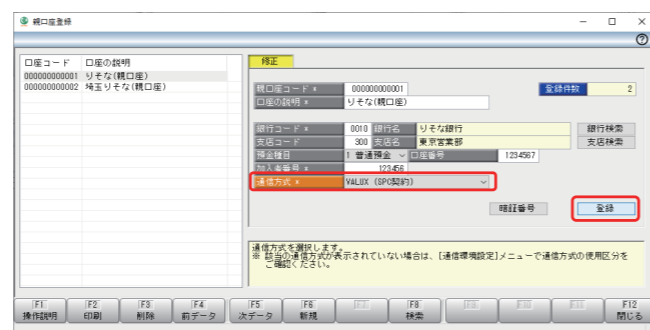 親口座登録
口座コード 口座の説明
000000000001 りそな(親口座)
000000000002 埼玉りそな(親口座)
修正
親口座コード * 000000000001 登録件数 2
口座の説明 * りそな(親口座)
銀行コード * 0010 銀行名 りそな銀行 銀行検索
支店コード 300 支店名 東京営業部 支店検索
預金種目 1 普通預金 口座番号 1234567
加入者番号 * 123456
通信方式 * VALUX (SPC契約)
暗証番号 登録
通信方式を選択します。
※ 該当の通信方式が表示されていない場合は、[通信環境設定]メニューで通信方式の使用区分を
ご確認ください。
F1 F2 F3 F4 F5 F6 F8 F12
操作説明 印刷 削除 前データ 次データ 新規 検索 閉じる